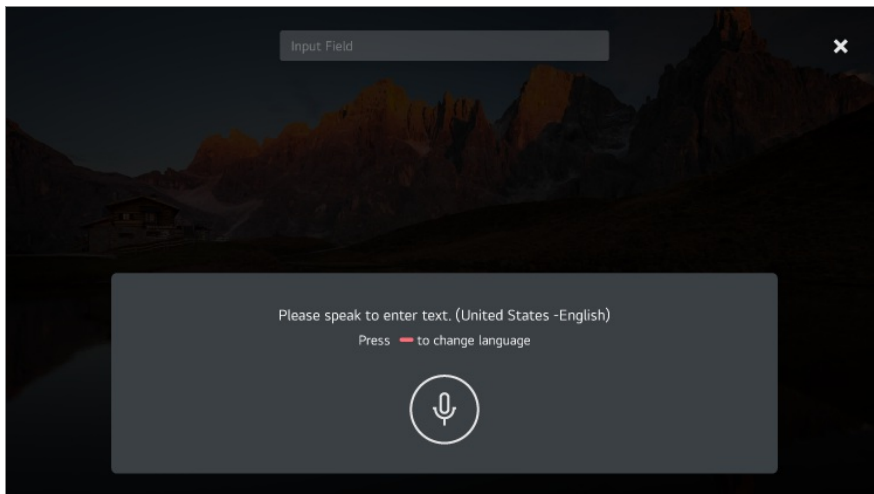 Input Field
Please speak to enter text. (United States -English)
Press to change language